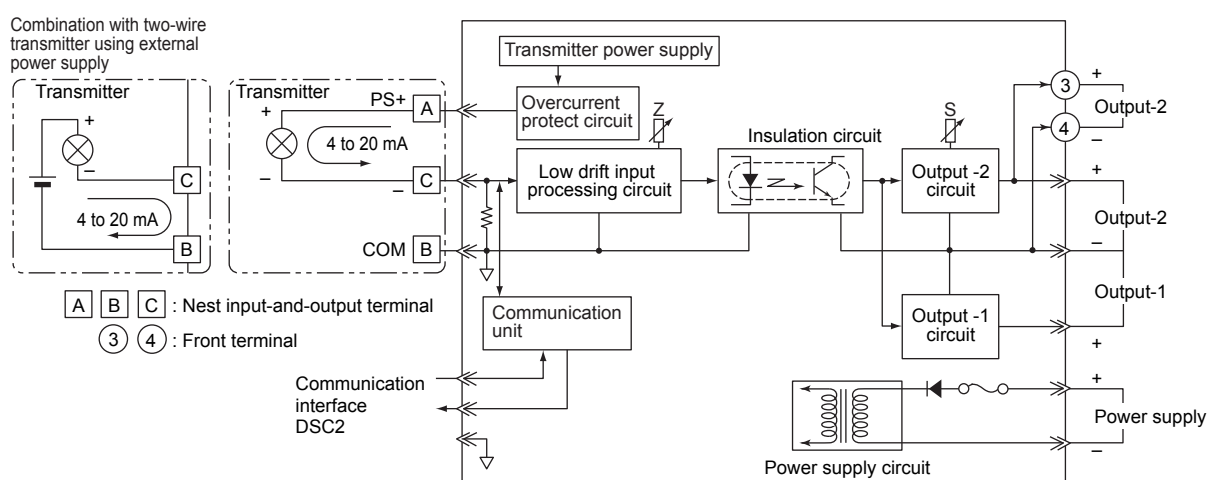 Combination with two-wire
transmitter using external
power supply
Transmitter
+
–
C
4 to 20 mA
B
Transmitter
+
–
PS+
A
4 to 20 mA
–
C
COM
B
Transmitter power supply
Overcurrent
protect circuit
Z
Low drift input
processing circuit
Insulation circuit
S
Output -2
circuit
Output -1
circuit
3
+
Output-2
4
–
+
Output-2
–
Output-1
+
A B C : Nest input-and-output terminal
3 4 : Front terminal
Communication
unit
Communication
interface
DSC2
+
Power supply
–
Power supply circuit